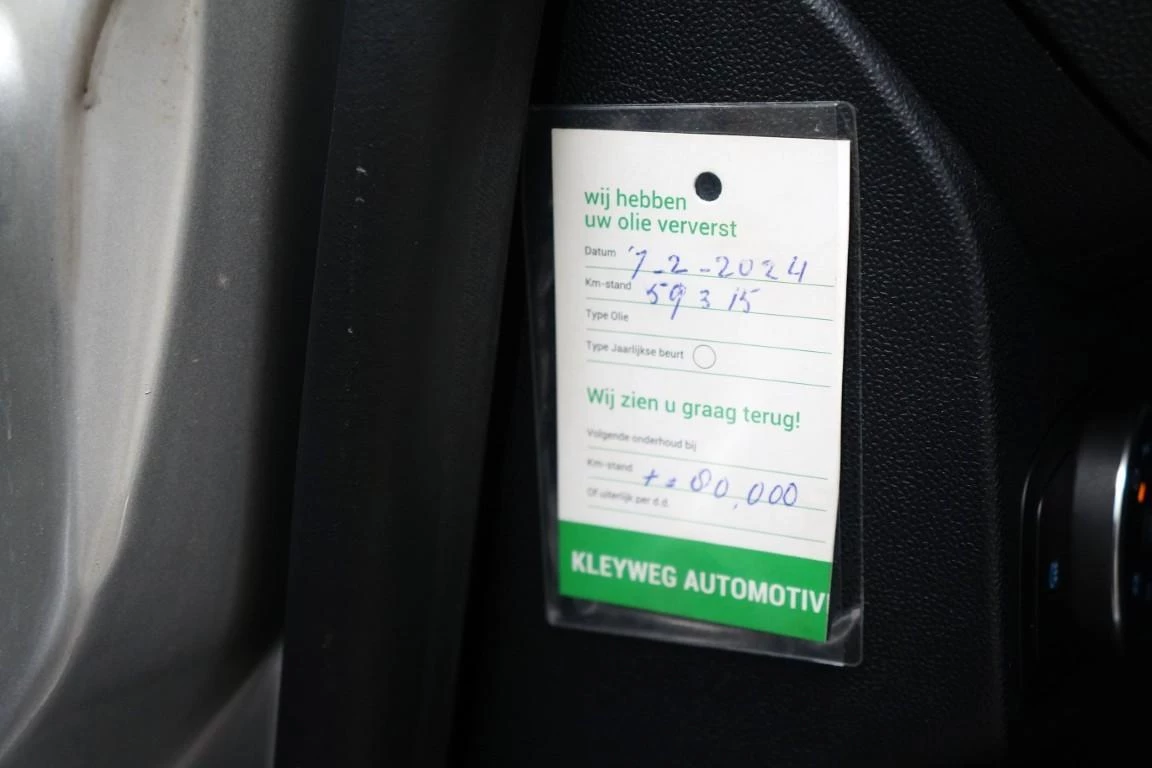 wij hebben
uw olie ververst
Datum 7-2-2024
Km-stand 59315
Type Olie
Type Jaarlijkse beurt
Wij zien u graag terug!
Volgende onderhoud bij
Km-stand +- 80,000
Of uiterlijk per d.d.
KLEYWEG AUTOMOTIV